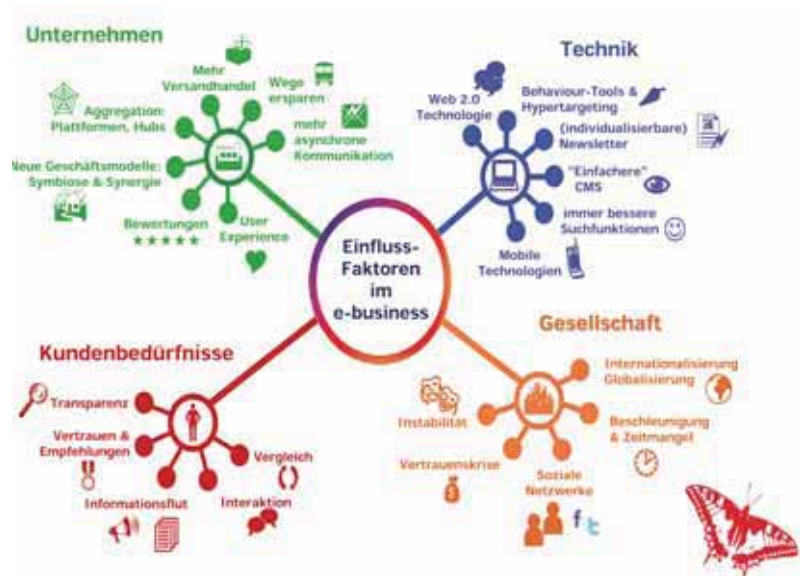 Unternehmen
Mehr
Versandhandel
Wege
ersparen
Aggregation:
Plattformen, Hubs
mehr
asynchrone
Kommunikation
Neue Geschäftsmodelle:
Symbiose & Synergie
Bewertungen
User
Experience
Technik
Web 2.0
Technologie
Behaviour-Tools &
Hypertargeting
(individualisierbare)
Newsletter
"Einfachere"
CMS
immer bessere
Suchfunktionen
Mobile
Technologien
Einfluss-
Faktoren
im
e-business
Kundenbedürfnisse
Transparenz
Vertrauen &
Empfehlungen
Informationsflut
Interaktion
Vergleich
Gesellschaft
Internationalisierung
Globalisierung
Instabilität
Beschleunigung
& Zeitmangel
Vertrauenskrise
Soziale
Netzwerke
f t